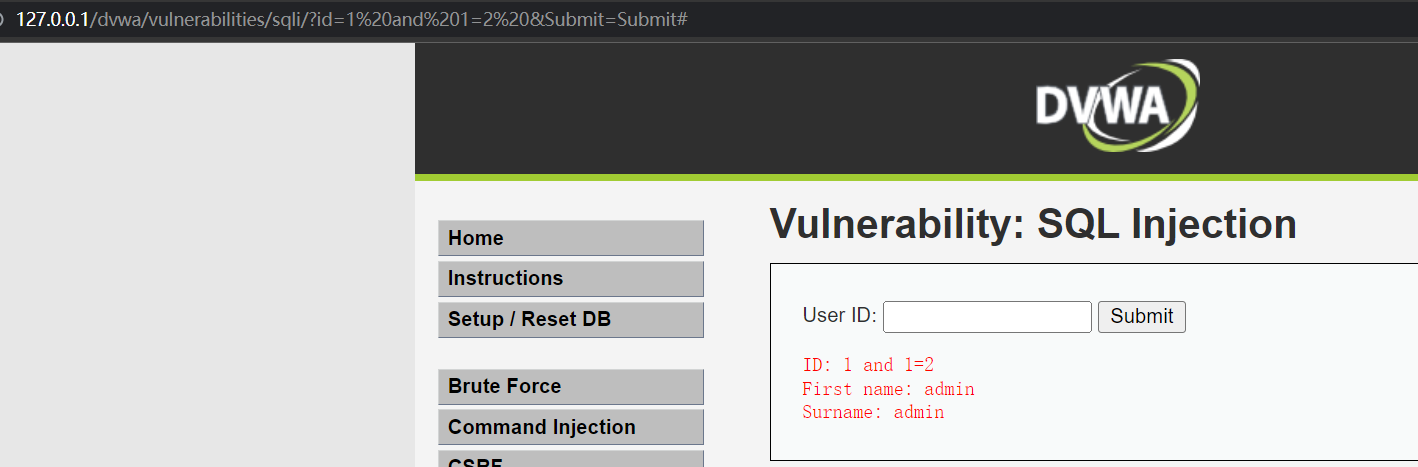 127.0.0.1/dvwa/vulnerabilities/sqli/?id=1%20and%201=2%20&Submit=Submit#
DVWA
Vulnerability: SQL Injection
Home
Instructions
Setup / Reset DB
Brute Force
Command Injection
CSRF
User ID:
Submit
ID: 1 and 1=2
First name: admin
Surname: admin